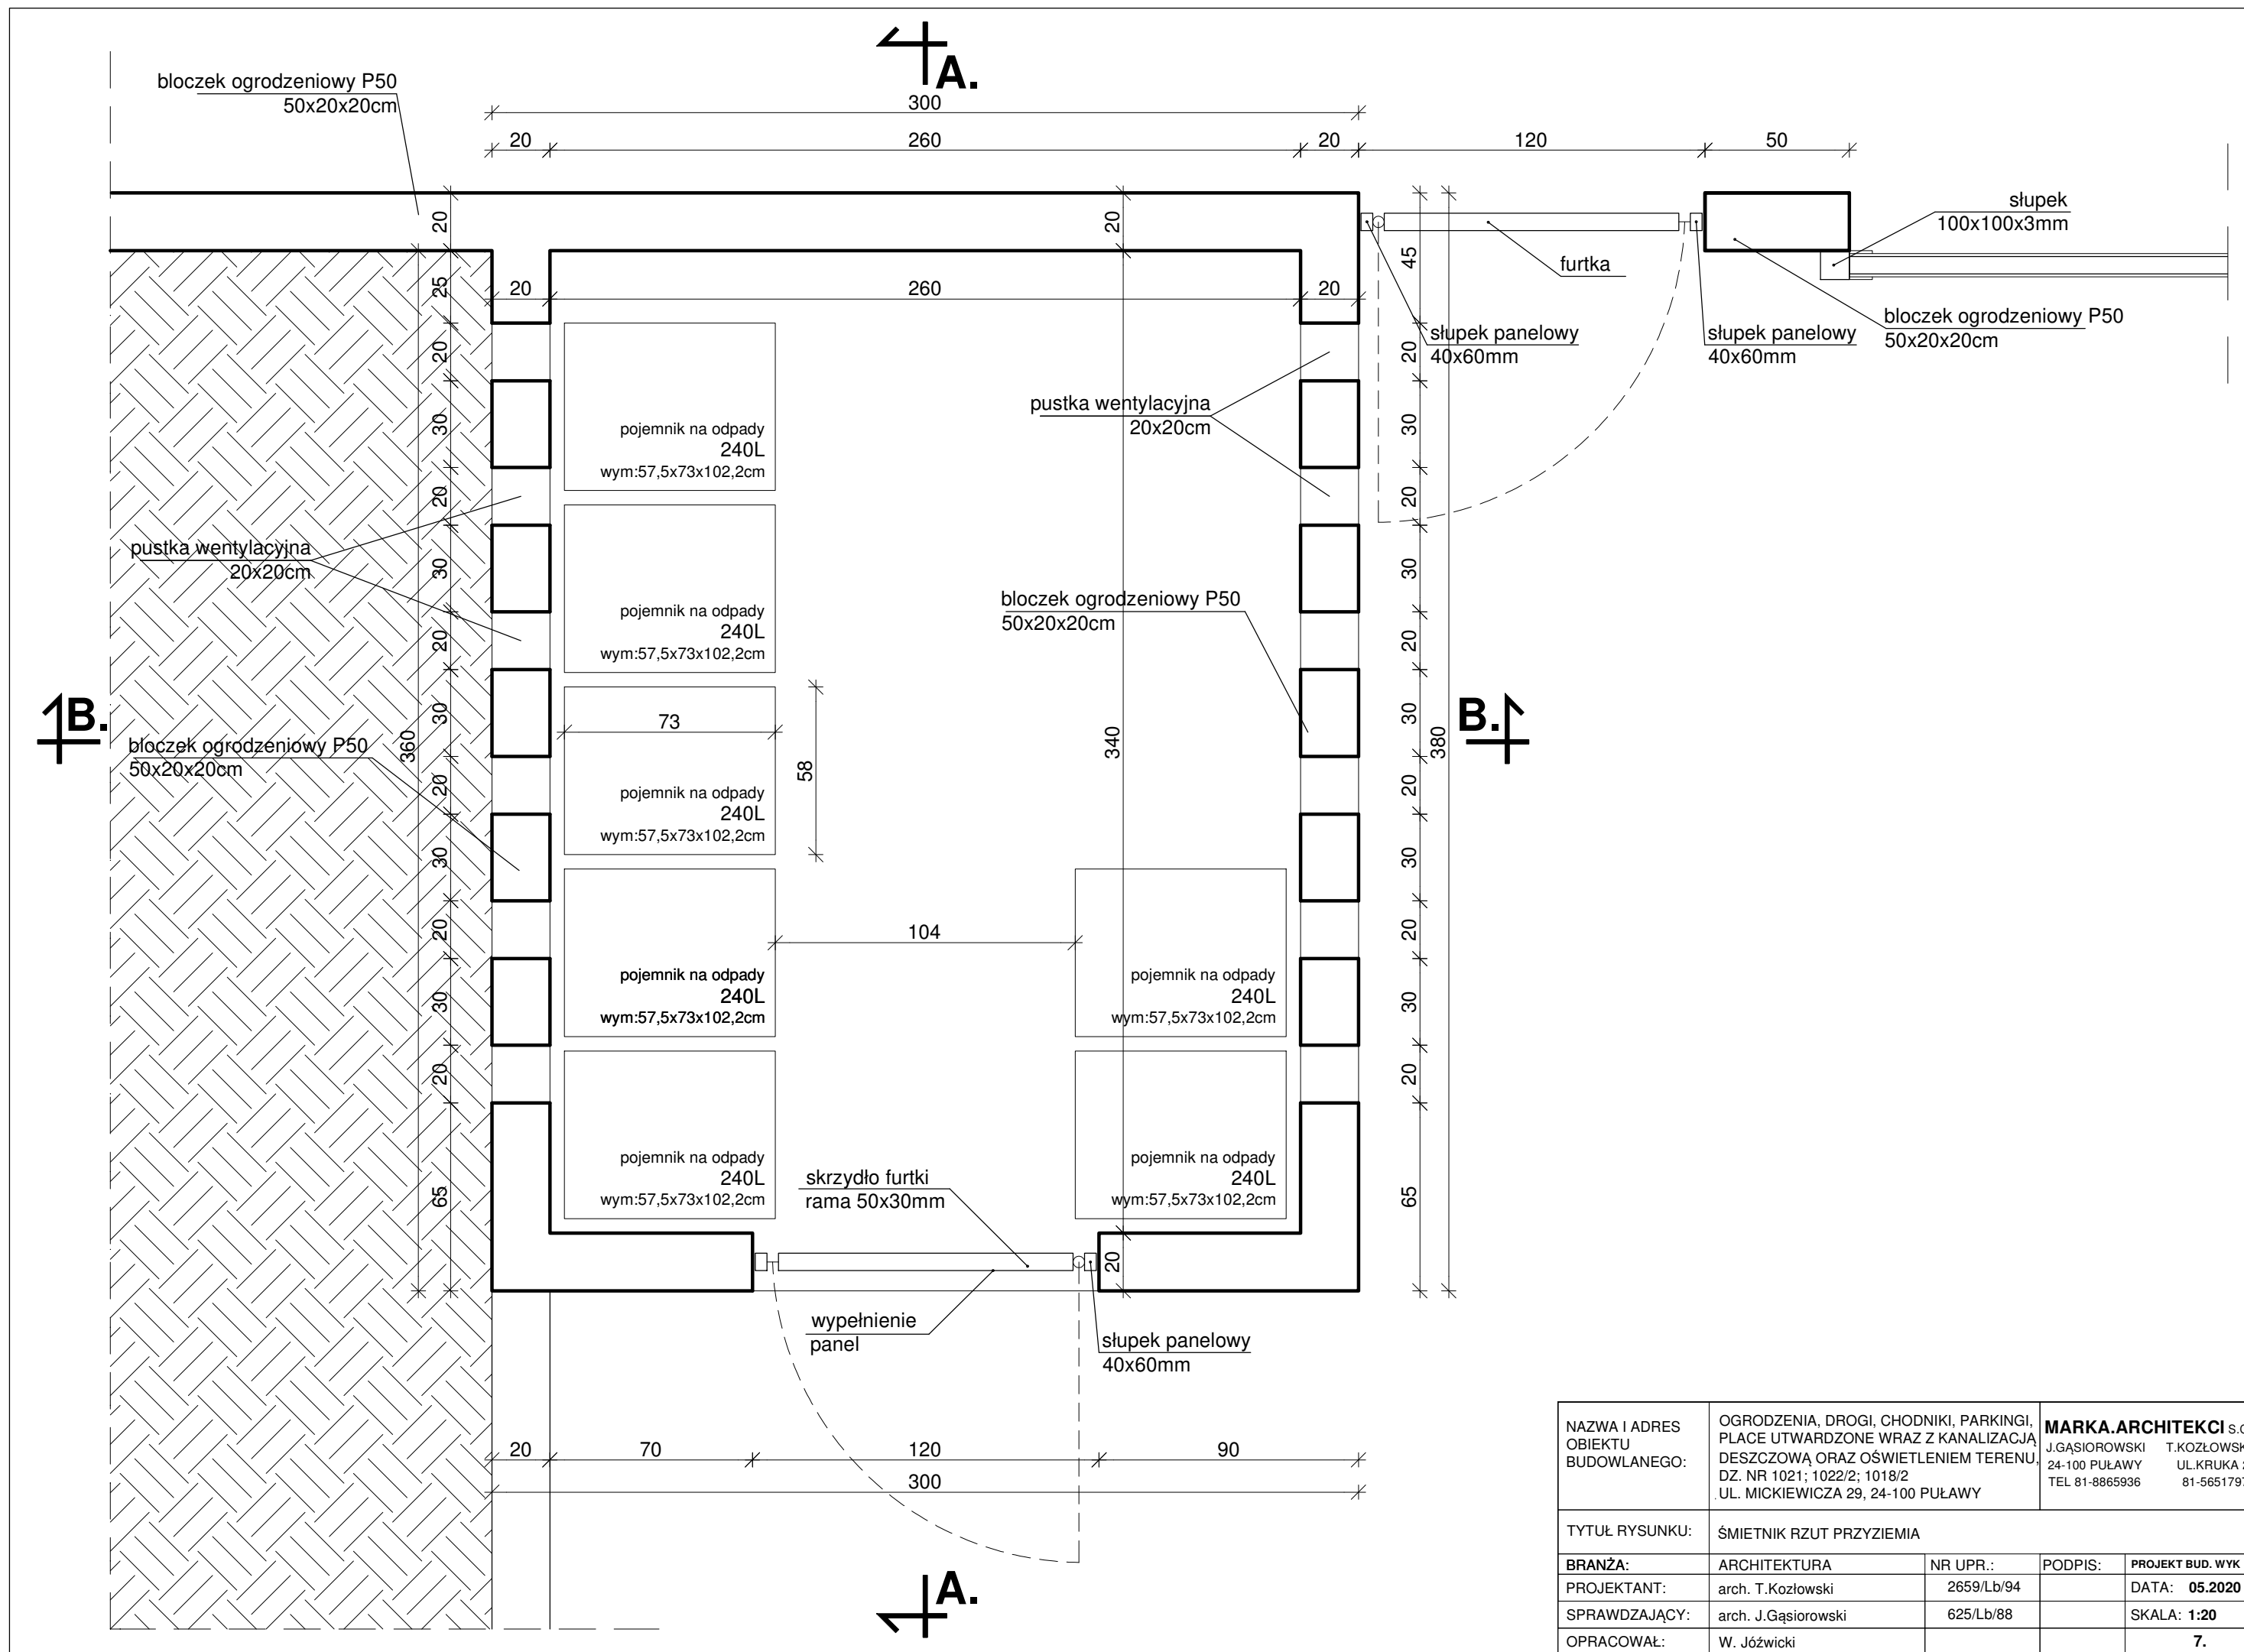 A.
bloczek ogrodzeniowy P50
50x20x20cm
300
20
260
20
120
50
słupek
100x100x3mm
20
20
45
furtka
25
20
260
20
słupek panelowy
40x60mm
słupek panelowy
40x60mm
bloczek ogrodzeniowy P50
50x20x20cm
20
20
pustka wentylacyjna
20x20cm
30
30
pojemnik na odpady
240L
wym:57,5x73x102,2cm
20
20
pustka wentylacyjna
20x20cm
30
30
bloczek ogrodzeniowy P50
50x20x20cm
pojemnik na odpady
240L
wym:57,5x73x102,2cm
20
20
B.
B.
73
30
30
360
340
380
bloczek ogrodzeniowy P50
50x20x20cm
58
20
20
pojemnik na odpady
240L
wym:57,5x73x102,2cm
30
30
104
20
20
pojemnik na odpady
240L
wym:57,5x73x102,2cm
pojemnik na odpady
240L
wym:57,5x73x102,2cm
30
30
20
20
pojemnik na odpady
240L
wym:57,5x73x102,2cm
pojemnik na odpady
240L
wym:57,5x73x102,2cm
skrzydło furtki
rama 50x30mm
65
65
20
wypełnienie
panel
słupek panelowy
40x60mm
20
70
120
90
300
A.
NAZWA I ADRES
OBIEKTU
BUDOWLANEGO:
OGRODZENIA, DROGI, CHODNIKI, PARKINGI,
PLACE UTWARDZONE WRAZ Z KANALIZACJĄ
DESZCZOWĄ ORAZ OŚWIETLENIEM TERENU,
DZ. NR 1021; 1022/2; 1018/2
UL. MICKIEWICZA 29, 24-100 PUŁAWY
MARKA.ARCHITEKCI
J.GĄSIOROWSKI
24-100 PUŁAWY UL.KRUKA
TEL 81-8865936
TYTUŁ RYSUNKU: ŚMIETNIK RZUT PRZYZIEMIA
BRANŻA: ARCHITEKTURA NR UPR.: PODPIS: PROJEKT BUD. WYK
PROJEKTANT: arch. T.Kozłowski 2659/Lb/94 DATA: 05.2020
SPRAWDZAJĄCY: arch. J.Gąsiorowski 625/Lb/88 SKALA: 1:20
OPRACOWAŁ: W. Jóźwicki 7.